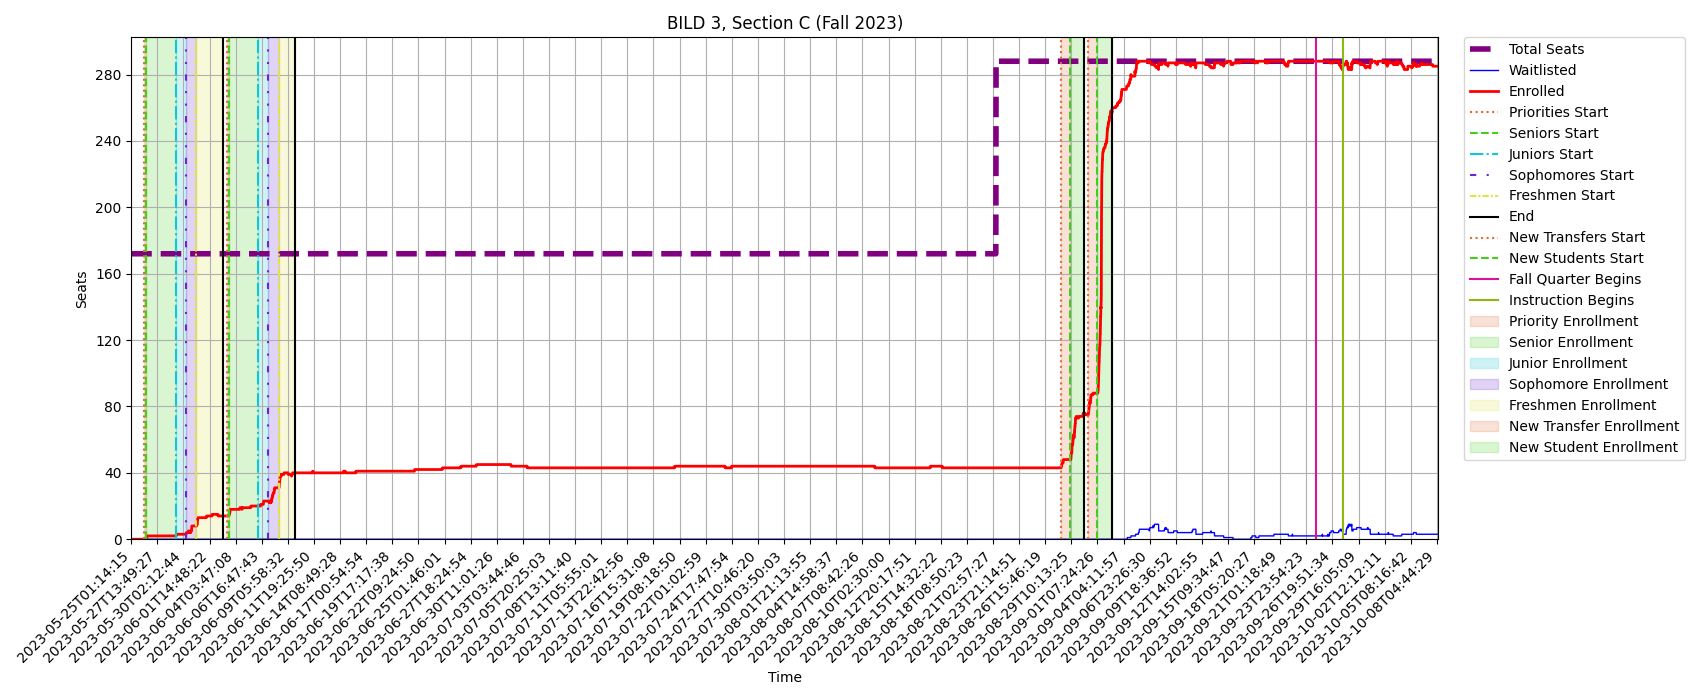 BILD 3, Section C (Fall 2023)
Seats
280
240
200
160
120
80
40
0
2023-05-25T01:14:15
2023-05-27T13:49:27
2023-05-30T02:12:44
2023-06-01T14:48:22
2023-06-04T03:47:08
2023-06-06T16:47:43
2023-06-09T05:58:32
2023-06-11T19:25:50
2023-06-14T08:49:28
2023-06-17T00:54:54
2023-06-19T17:17:38
2023-06-22T09:24:50
2023-06-25T01:46:01
2023-06-27T18:24:54
2023-06-30T11:01:26
2023-07-03T03:44:46
2023-07-05T20:25:03
2023-07-08T13:11:40
2023-07-11T05:55:01
2023-07-13T22:42:56
2023-07-16T15:31:08
2023-07-19T08:18:50
2023-07-22T01:02:59
2023-07-24T17:47:54
2023-07-27T10:46:20
2023-07-30T03:50:03
2023-08-01T21:13:55
2023-08-04T14:58:37
2023-08-07T08:42:26
2023-08-10T02:30:00
2023-08-12T20:17:51
2023-08-15T14:32:22
2023-08-18T08:50:23
2023-08-21T02:57:27
2023-08-23T21:14:51
2023-08-26T15:46:19
2023-08-29T10:13:25
2023-09-01T07:24:26
2023-09-04T04:11:57
2023-09-06T23:26:30
2023-09-09T18:36:52
2023-09-12T14:02:55
2023-09-15T09:34:47
2023-09-18T05:20:27
2023-09-21T01:18:49
2023-09-23T23:54:23
2023-09-26T19:51:34
2023-09-29T16:05:09
2023-10-02T12:12:11
2023-10-05T08:16:42
2023-10-08T04:44:29
Time
Total Seats
Waitlisted
Enrolled
Priorities Start
Seniors Start
Juniors Start
Sophomores Start
Freshmen Start
End
New Transfers Start
New Students Start
Fall Quarter Begins
Instruction Begins
Priority Enrollment
Senior Enrollment
Junior Enrollment
Sophomore Enrollment
Freshmen Enrollment
New Transfer Enrollment
New Student Enrollment